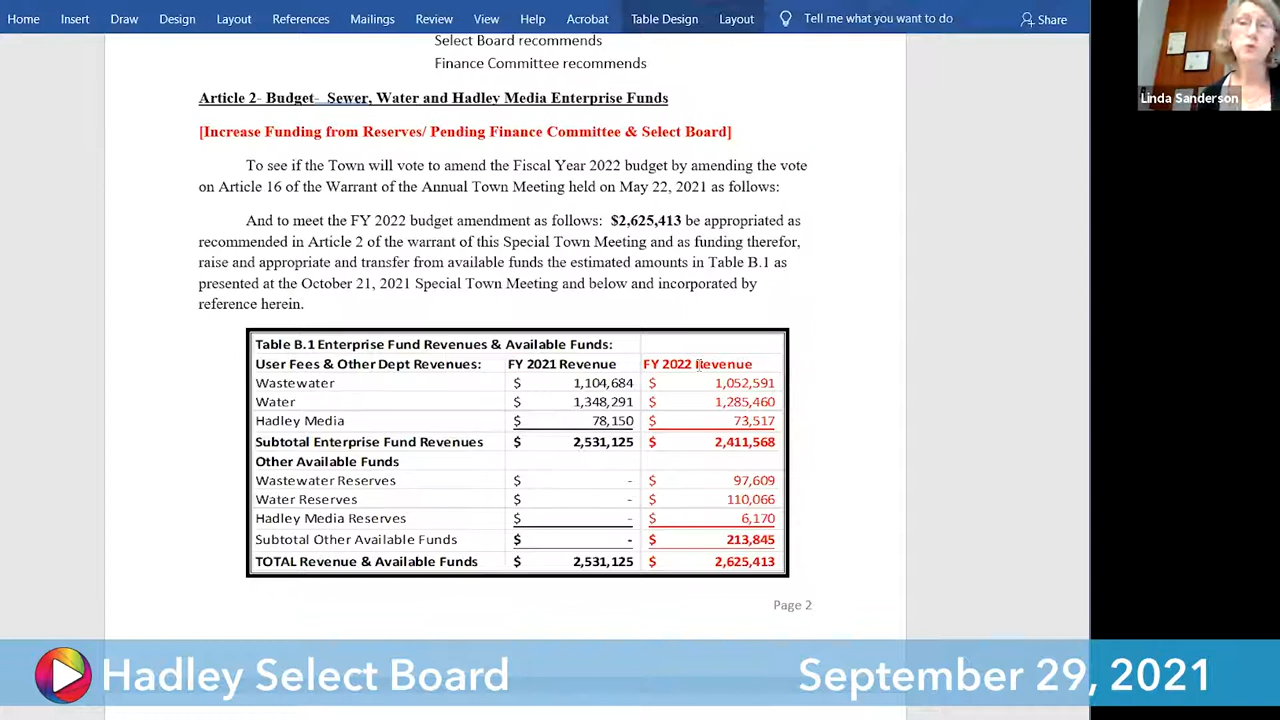 Home Insert Draw Design Layout References Mailings Review View Help Acrobat Table Design Layout Tell me what you want to do Share
Select Board recommends
Finance Committee recommends
Linda Sanderson
Article 2- Budget- Sewer, Water and Hadley Media Enterprise Funds
[Increase Funding from Reserves/ Pending Finance Committee & Select Board]
To see if the Town will vote to amend the Fiscal Year 2022 budget by amending the vote
on Article 16 of the Warrant of the Annual Town Meeting held on May 22, 2021 as follows:
And to meet the FY 2022 budget amendment as follows: $2,625,413 be appropriated as
recommended in Article 2 of the warrant of this Special Town Meeting and as funding therefor,
raise and appropriate and transfer from available funds the estimated amounts in Table B.1 as
presented at the October 21, 2021 Special Town Meeting and below and incorporated by
reference herein.
Table B.1 Enterprise Fund Revenues & Available Funds:
User Fees & Other Dept Revenues: FY 2021 Revenue FY 2022 Revenue
Wastewater $ 1,104,684 $ 1,052,591
Water $ 1,348,291 $ 1,285,460
Hadley Media $ 78,150 $ 73,517
Subtotal Enterprise Fund Revenues $ 2,531,125 $ 2,411,568
Other Available Funds
Wastewater Reserves $ - $ 97,609
Water Reserves $ - $ 110,066
Hadley Media Reserves $ - $ 6,170
Subtotal Other Available Funds $ - $ 213,845
TOTAL Revenue & Available Funds $ 2,531,125 $ 2,625,413
Page 2
Hadley Select Board September 29, 2021